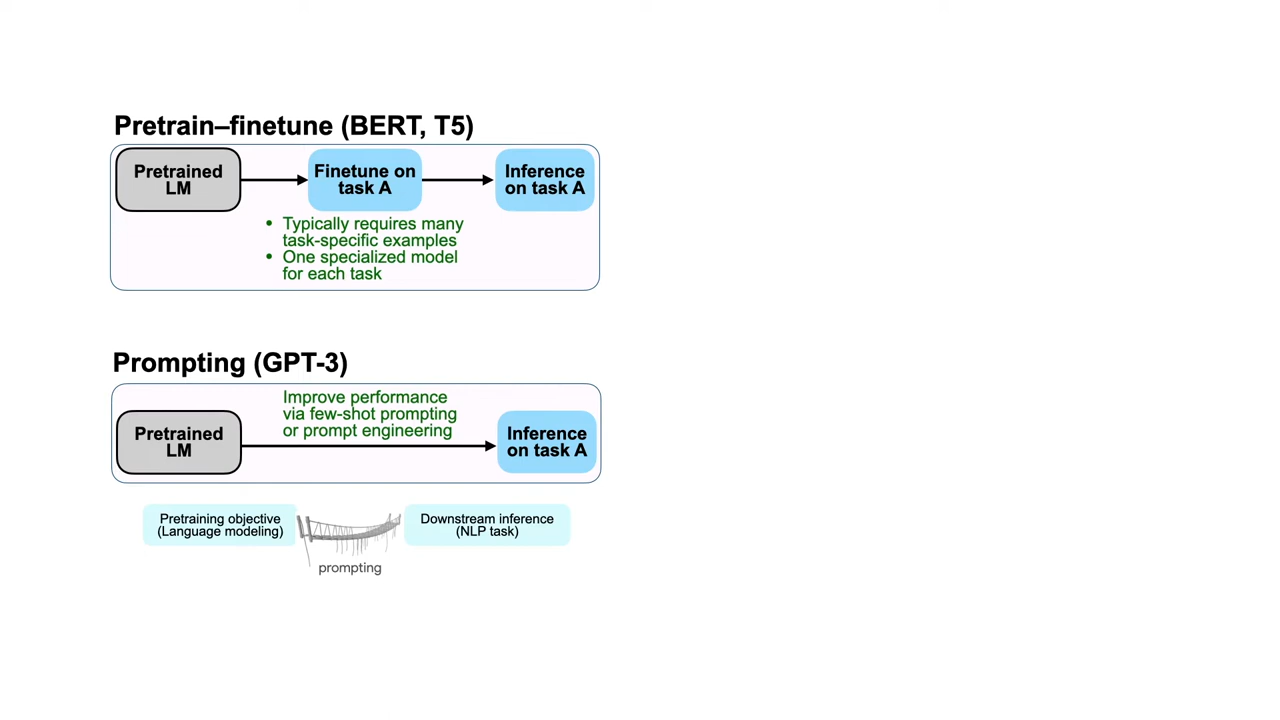 Pretrain–finetune (BERT, T5)
Pretrained
LM
Finetune on
task A
Inference
on task A
• Typically requires many
task-specific examples
• One specialized model
for each task
Prompting (GPT-3)
Pretrained
LM
Improve performance
via few-shot prompting
or prompt engineering
Inference
on task A
Pretraining objective
(Language modeling)
Downstream inference
(NLP task)
prompting